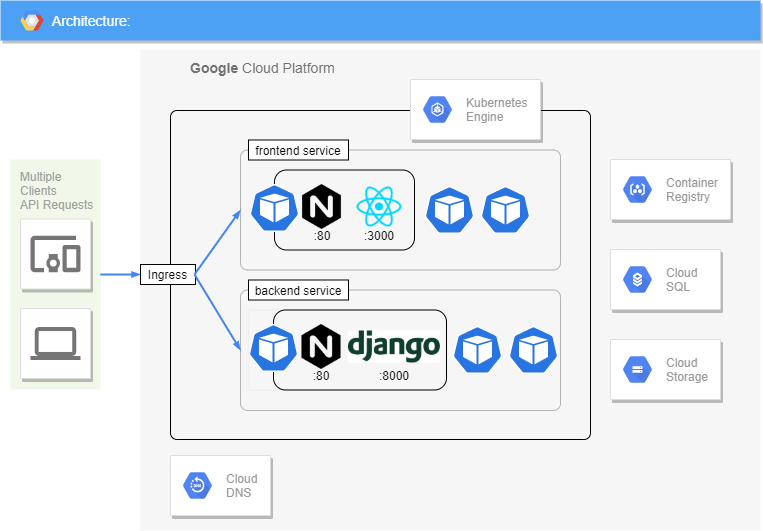 Architecture:
Google Cloud Platform
Kubernetes
Engine
frontend service
Multiple
Clients
API Requests
N
:80
:3000
Container
Registry
Ingress
Cloud
SQL
backend service
N
django
:80
:8000
Cloud
Storage
Cloud
DNS
DNS